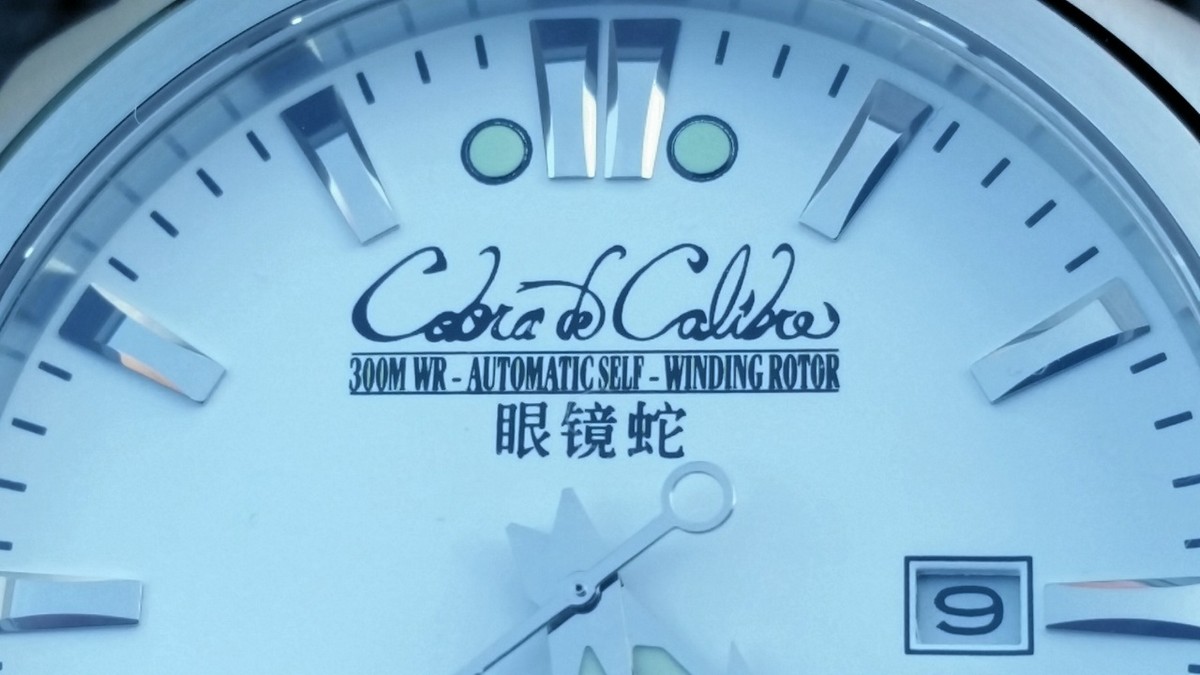 Cobra de Calibre
300M WR - AUTOMATIC SELF - WINDING ROTOR
眼镜蛇
9